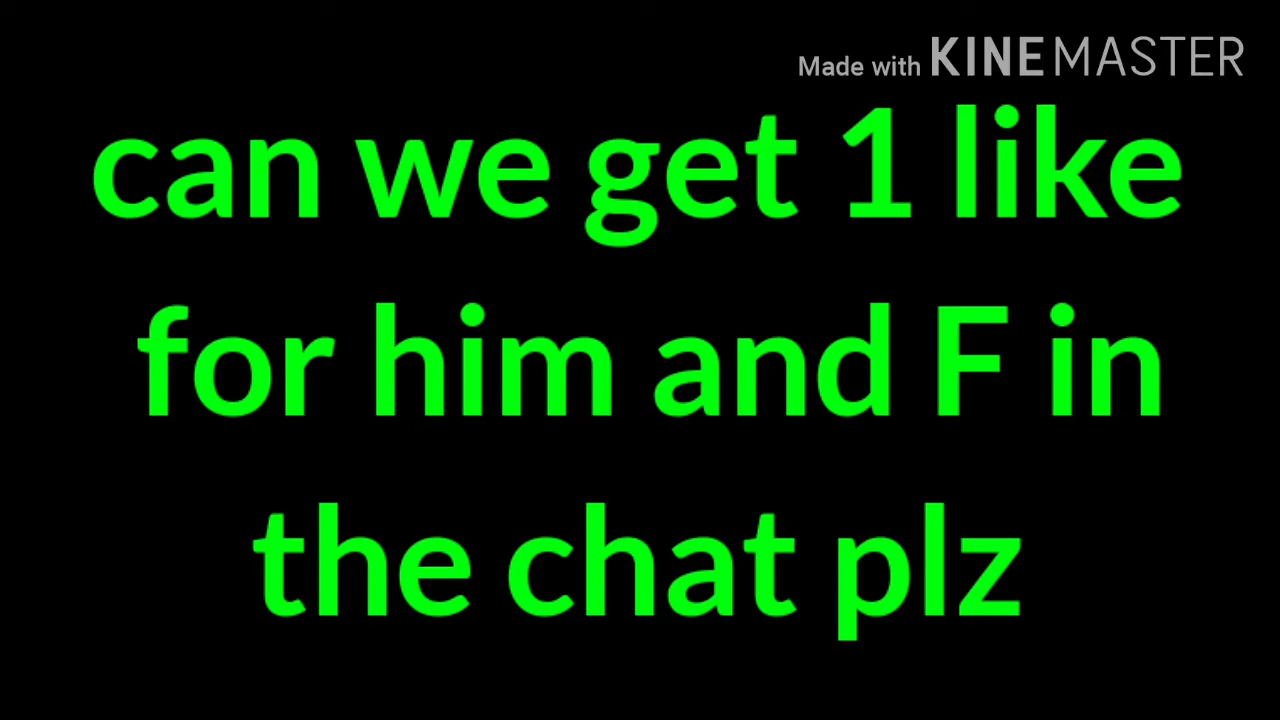 Made with KINEMASTER
can we get 1 like
for him and F in
the chat plz